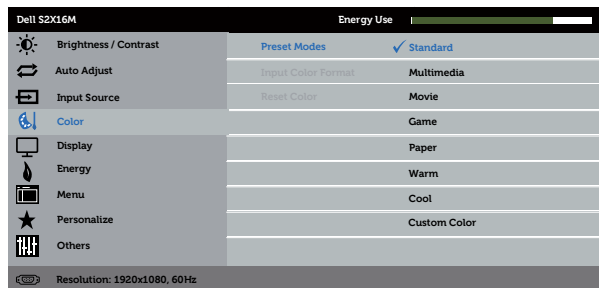 Dell S2X16M
Energy Use
Brightness / Contrast
Auto Adjust
Input Source
Color
Display
Energy
Menu
Personalize
Others
Preset Modes
Input Color Format
Reset Color
Standard
Multimedia
Movie
Game
Paper
Warm
Cool
Custom Color
Resolution: 1920x1080, 60Hz